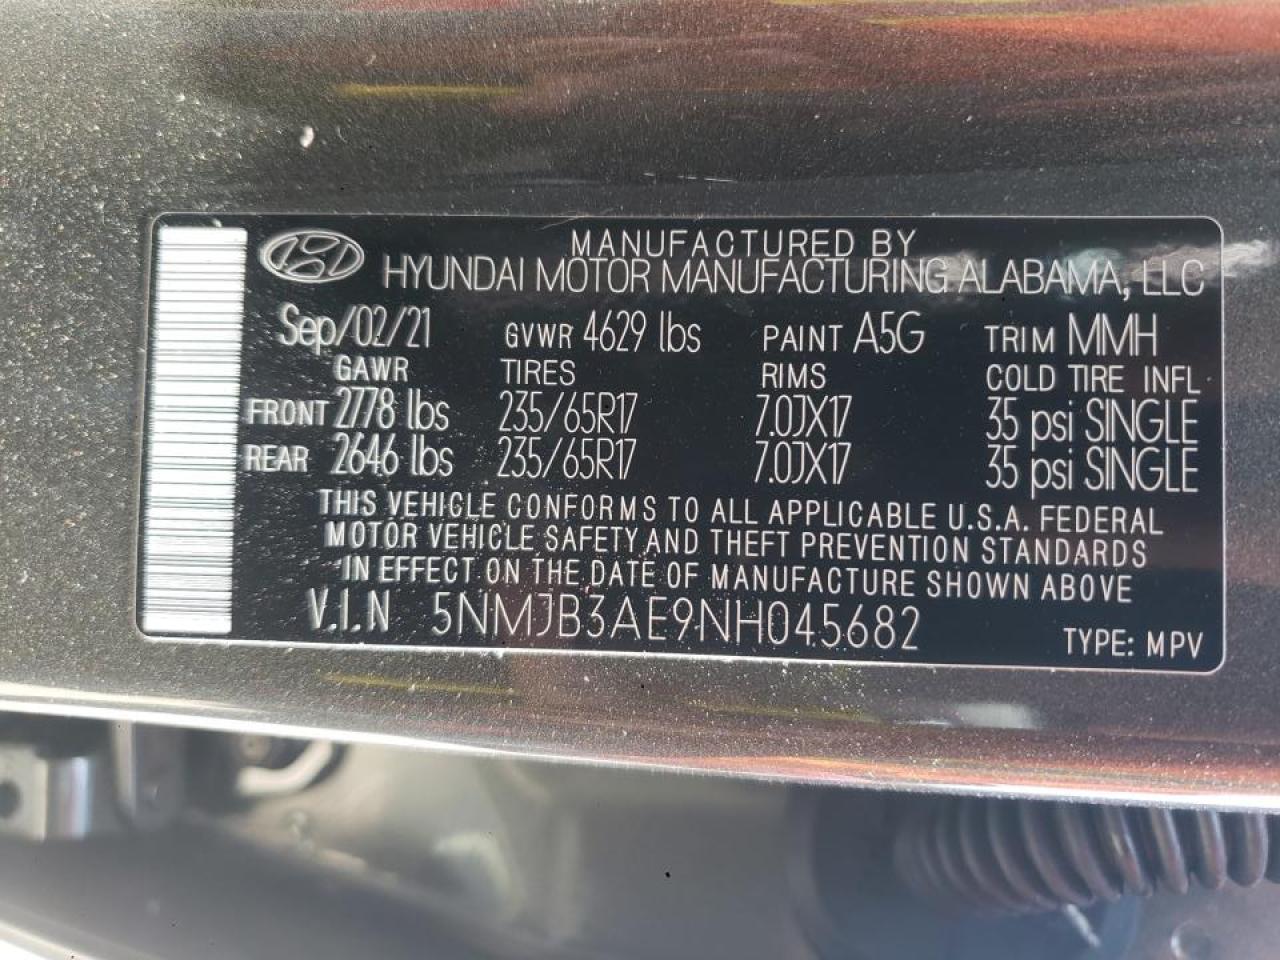 MANUFACTURED BY
HYUNDAI MOTOR MANUFACTURING ALABAMA, LLC
Sep/02/21 GVWR 4629 lbs PAINT A5G TRIM MMH
GAWR TIRES RIMS COLD TIRE INFL
FRONT 2778 lbs 235/65R17 7.0JX17 35 psi SINGLE
REAR 2646 lbs 235/65R17 7.0JX17 35 psi SINGLE
THIS VEHICLE CONFORMS TO ALL APPLICABLE U.S.A. FEDERAL
MOTOR VEHICLE SAFETY AND THEFT PREVENTION STANDARDS
IN EFFECT ON THE DATE OF MANUFACTURE SHOWN ABOVE
V.I.N 5NMJB3AE9NH045682 TYPE: MPV